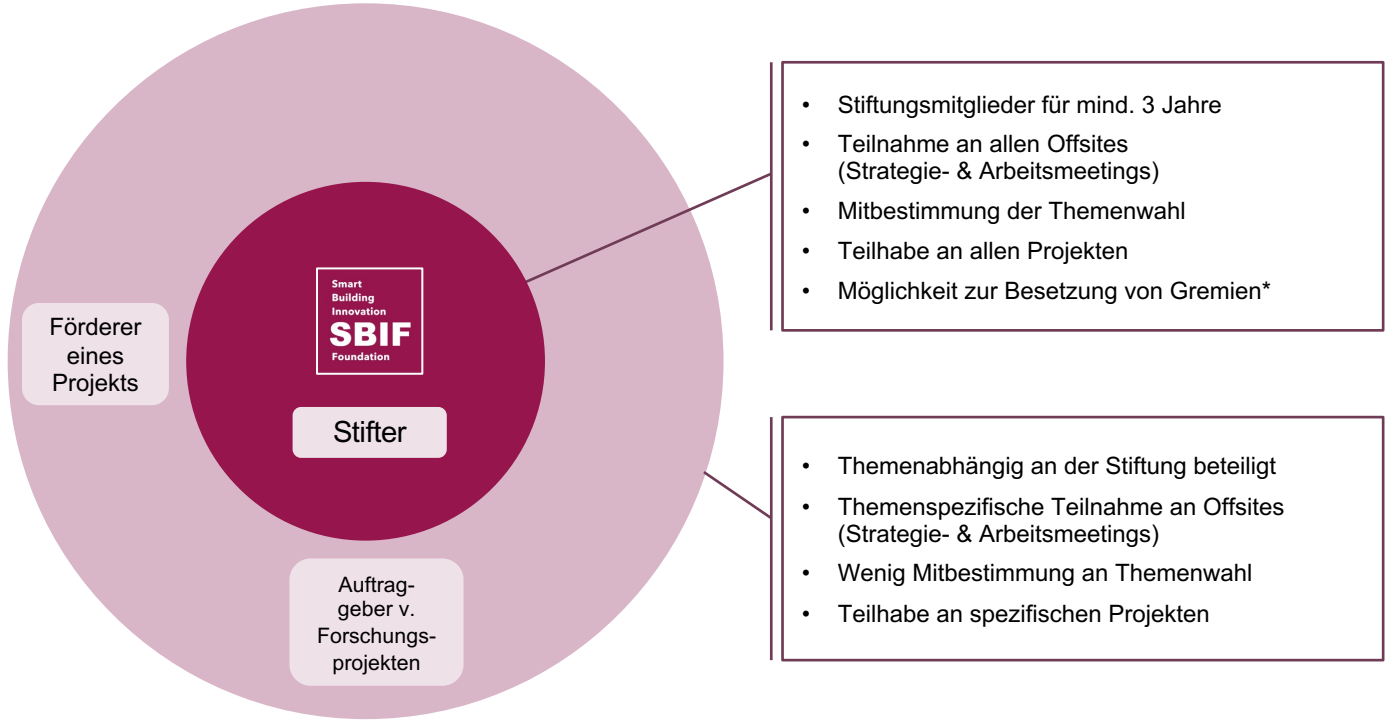 Smart
Building
Innovation
SBIF
Foundation
Stifter
Förderer
eines
Projekts
Auftrag-
geber v.
Forschungs-
projekten
• Stiftungsmitglieder für mind. 3 Jahre
• Teilnahme an allen Offsites
(Strategie- & Arbeitsmeetings)
• Mitbestimmung der Themenwahl
• Teilhabe an allen Projekten
• Möglichkeit zur Besetzung von Gremien*
• Themenabhängig an der Stiftung beteiligt
• Themenspezifische Teilnahme an Offsites
(Strategie- & Arbeitsmeetings)
• Wenig Mitbestimmung an Themenwahl
• Teilhabe an spezifischen Projekten